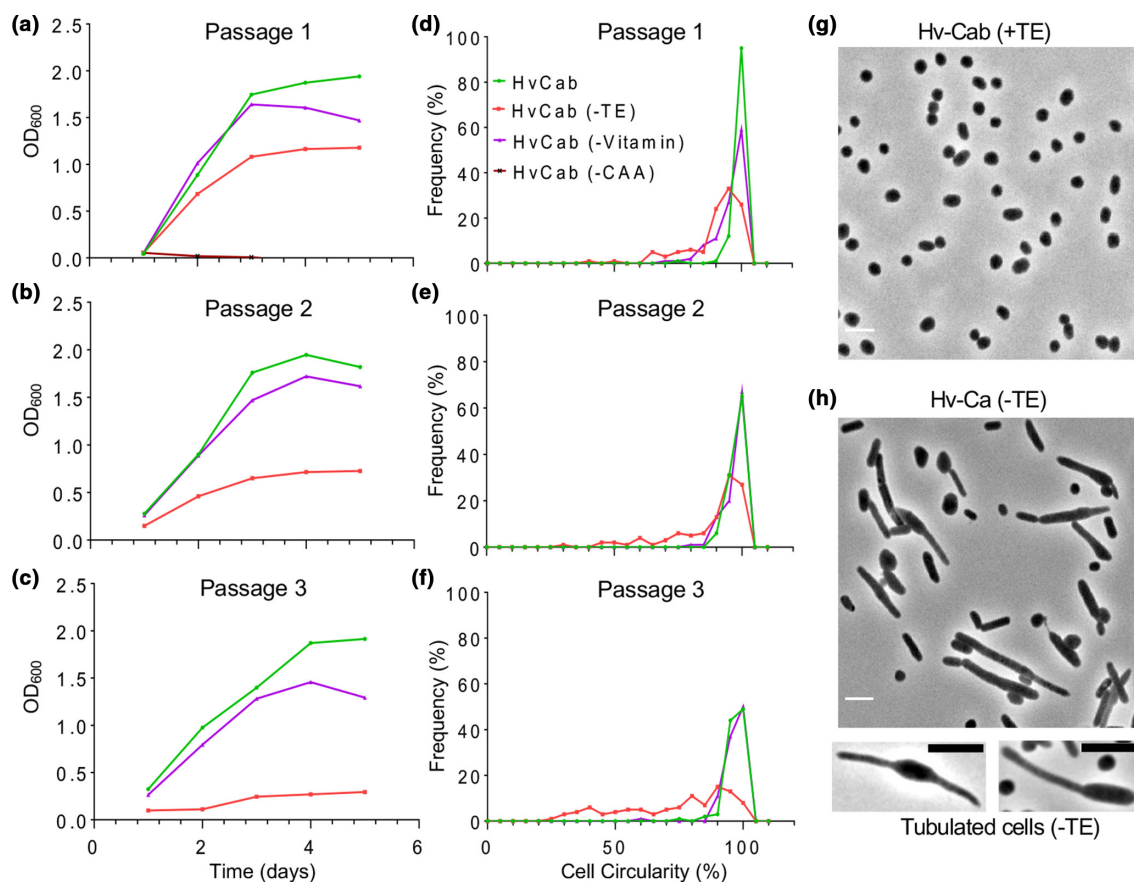 (a)
Passage 1
OD600
2.5
2.0
1.5
1.0
0.5
0.0
(b)
Passage 2
OD600
2.5
2.0
1.5
1.0
0.5
0.0
(c)
Passage 3
OD600
2.5
2.0
1.5
1.0
0.5
0.0
0 2 4 6
Time (days)
(d)
Passage 1
Frequency (%)
100
80
60
40
20
0
HvCab
HvCab (-TE)
HvCab (-Vitamin)
HvCab (-CAA)
(e)
Passage 2
Frequency (%)
100
80
60
40
20
0
(f)
Passage 3
Frequency (%)
100
80
60
40
20
0
0 50 100
Cell Circularity (%)
(g)
Hv-Cab (+TE)
(h)
Hv-Ca (-TE)
Tubulated cells (-TE)